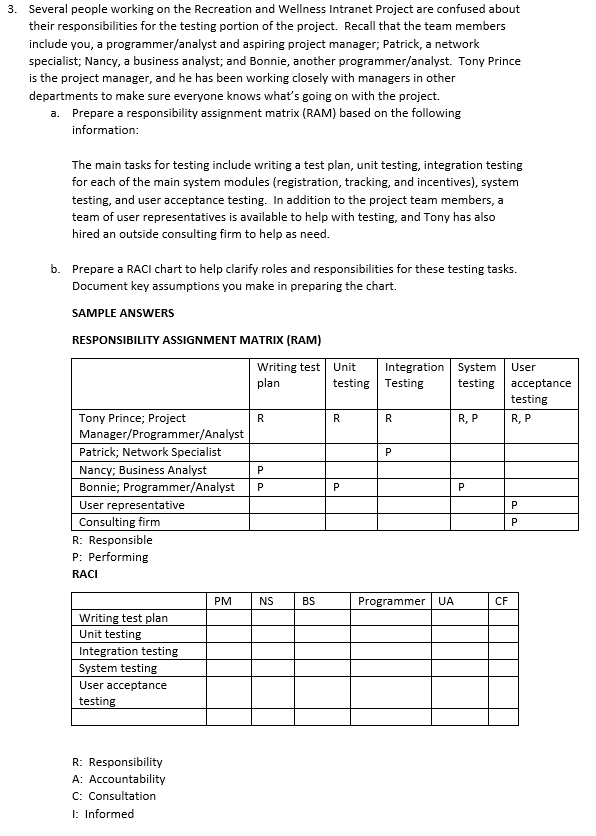 3. Several people working on the Recreation and Wellness Intranet Project are confused about
their responsibilities for the testing portion of the project. Recall that the team members
include you, a programmer/analyst and aspiring project manager; Patrick, a network
specialist; Nancy, a business analyst; and Bonnie, another programmer/analyst. Tony Prince
is the project manager, and he has been working closely with managers in other
departments to make sure everyone knows what's going on with the project.
a. Prepare a responsibility assignment matrix (RAM) based on the following
information:
The main tasks for testing include writing a test plan, unit testing, integration testing
for each of the main system modules (registration, tracking, and incentives), system
testing, and user acceptance testing. In addition to the project team members, a
team of user representatives is available to help with testing, and Tony has also
hired an outside consulting firm to help as need.
b. Prepare a RACI chart to help clarify roles and responsibilities for these testing tasks.
Document key assumptions you make in preparing the chart.
SAMPLE ANSWERS
RESPONSIBILITY ASSIGNMENT MATRIX (RAM)
Writing test Unit Integration System User
plan testing Testing testing acceptance
testing
Tony Prince; Project R R R R, P R, P
Manager/Programmer/Analyst
Patrick; Network Specialist P
Nancy; Business Analyst P
Bonnie; Programmer/Analyst P P P
User representative P
Consulting firm P
R: Responsible
P: Performing
RACI
PM NS BS Programmer UA CF
Writing test plan
Unit testing
Integration testing
System testing
User acceptance
testing
R: Responsibility
A: Accountability
C: Consultation
I: Informed